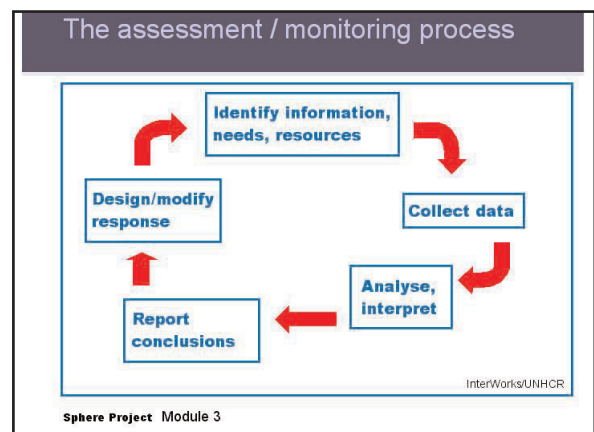 The assessment / monitoring process
Identify information,
needs, resources
Collect data
Analyse,
interpret
Report
conclusions
Design/modify
response
InterWorks/UNHCR
Sphere Project Module 3